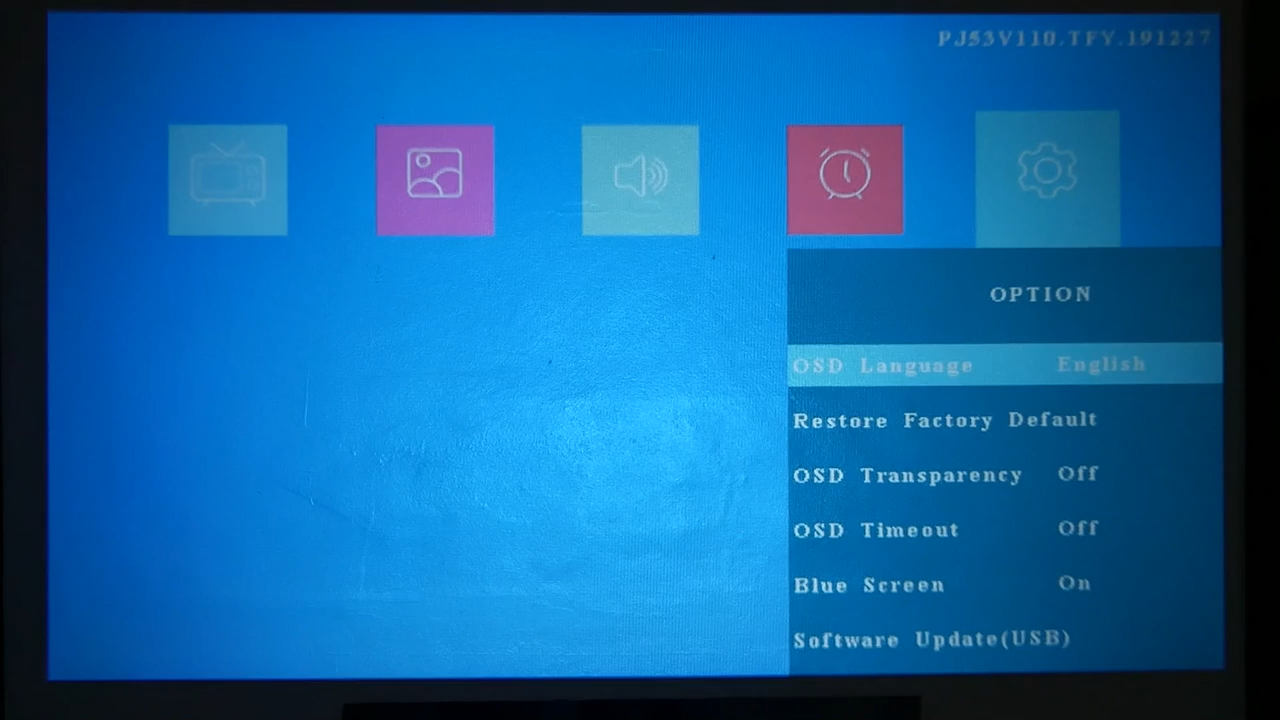 PJ53V110.TFY.191227
OPTION
OSD Language English
Restore Factory Default
OSD Transparency Off
OSD Timeout Off
Blue Screen On
Software Update(USB)